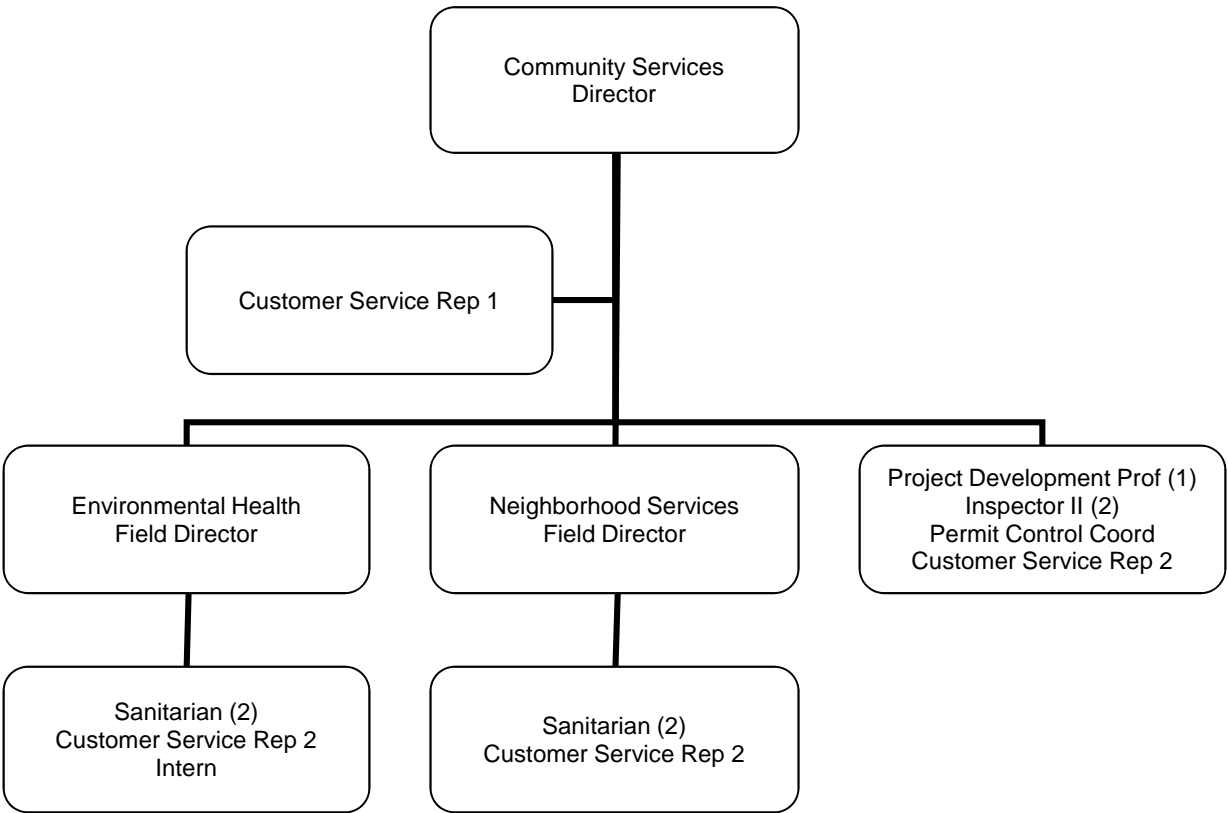 Community Services
Director
Customer Service Rep 1
Environmental Health
Field Director
Neighborhood Services
Field Director
Project Development Prof (1)
Inspector II (2)
Permit Control Coord
Customer Service Rep 2
Sanitarian (2)
Customer Service Rep 2
Intern
Sanitarian (2)
Customer Service Rep 2